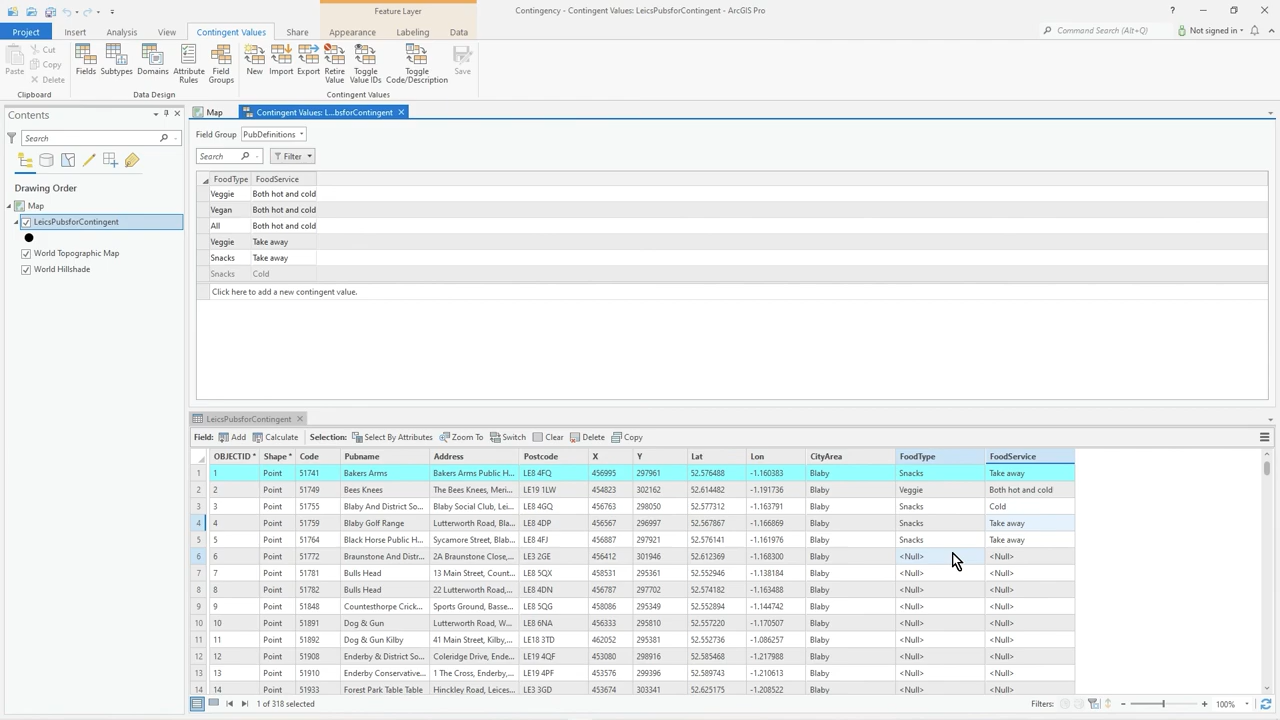 Feature Layer
Contingency - Contingent Values: LeicsPubsforContingent - ArcGIS Pro
Project Insert Analysis View Contingent Values Share Appearance Labeling Data
Command Search (Alt+Q) Not signed in
Paste Cut Copy Delete
Fields Subtypes Domains Attribute Rules Field Groups New Import Export Retire Value Toggle Value IDs Toggle Code/Description Save
Clipboard Data Design Contingent Values
Contents
Search
Drawing Order
Map
LeicsPubsforContingent
World Topographic Map
World Hillshade
Map Contingent Values: L...bsforContingent
Field Group PubDefinitions
Search Filter
FoodType FoodService
Veggie Both hot and cold
Vegan Both hot and cold
All Both hot and cold
Veggie Take away
Snacks Take away
Snacks Cold
Click here to add a new contingent value.
LeicsPubsforContingent
Field: Add Calculate Selection: Select By Attributes Zoom To Switch Clear Delete Copy
OBJECTID * Shape * Code Pubname Address Postcode X Y Lat Lon CityArea FoodType FoodService
1 1 Point 51741 Bakers Arms Bakers Arms Public H... LE8 4FQ 456995 297961 52.576488 -1.160383 Blaby Snacks Take away
2 2 Point 51749 Bees Knees The Bees Knees, Meri... LE19 1LW 454823 302162 52.614482 -1.191736 Blaby Veggie Both hot and cold
3 3 Point 51755 Blaby And District So... Blaby Social Club, Lei... LE8 4GQ 456763 298050 52.577312 -1.163791 Blaby Snacks Cold
4 4 Point 51759 Blaby Golf Range Lutterworth Road, Bla... LE8 4DP 456567 296997 52.567867 -1.166869 Blaby Snacks Take away
5 5 Point 51764 Black Horse Public H... Sycamore Street, Blab... LE8 4FJ 456887 297921 52.576141 -1.161976 Blaby Snacks Take away
6 6 Point 51772 Braunstone And Distr... 2A Braunstone Close,... LE3 2GE 456412 301946 52.612369 -1.168300 Blaby <Null> <Null>
7 7 Point 51781 Bulls Head 13 Main Street, Count... LE8 5QX 458531 295361 52.552946 -1.138184 Blaby <Null> <Null>
8 8 Point 51782 Bulls Head 22 Lutterworth Road,... LE8 4DN 456787 297702 52.574182 -1.163488 Blaby <Null> <Null>
9 9 Point 51848 Countesthorpe Crick... Sports Ground, Basse... LE8 5QG 458086 295349 52.552894 -1.144742 Blaby <Null> <Null>
10 10 Point 51891 Dog & Gun Lutterworth Road, W... LE8 6NA 456333 295810 52.557220 -1.170507 Blaby <Null> <Null>
11 11 Point 51892 Dog & Gun Kilby 41 Main Street, Kilby,... LE18 3TD 462052 295381 52.552736 -1.086257 Blaby <Null> <Null>
12 12 Point 51908 Enderby & District So... Coleridge Drive, Ende... LE19 4QF 453080 298916 52.585468 -1.217988 Blaby <Null> <Null>
13 13 Point 51910 Enderby Conservative... 1 The Cross, Enderby,... LE19 4PF 453576 299396 52.589743 -1.210613 Blaby <Null> <Null>
14 14 Point 51933 Forest Park Table Table Hinckley Road, Leices... LE3 3GD 453674 303341 52.625175 -1.208522 Blaby <Null> <Null>
1 of 318 selected Filters: 100%